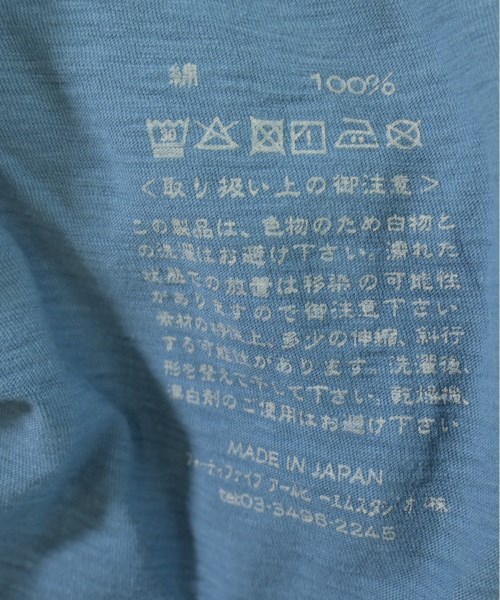 綿 100%
30
＜取り扱い上の御注意＞
この製品は、色物のため白物と
の洗濯はお避け下さい。濡れた
状態での放置は移染の可能性
がありますので御注意下さい
素材の特性上、多少の伸縮、斜行
する可能性があります。洗濯後、
形を整えて干して下さい。乾燥機、
漂白剤のご使用はお避け下さい
MADE IN JAPAN
フォーティファイブ アールピーエムスタジオ(株)
tel:03-3496-2245